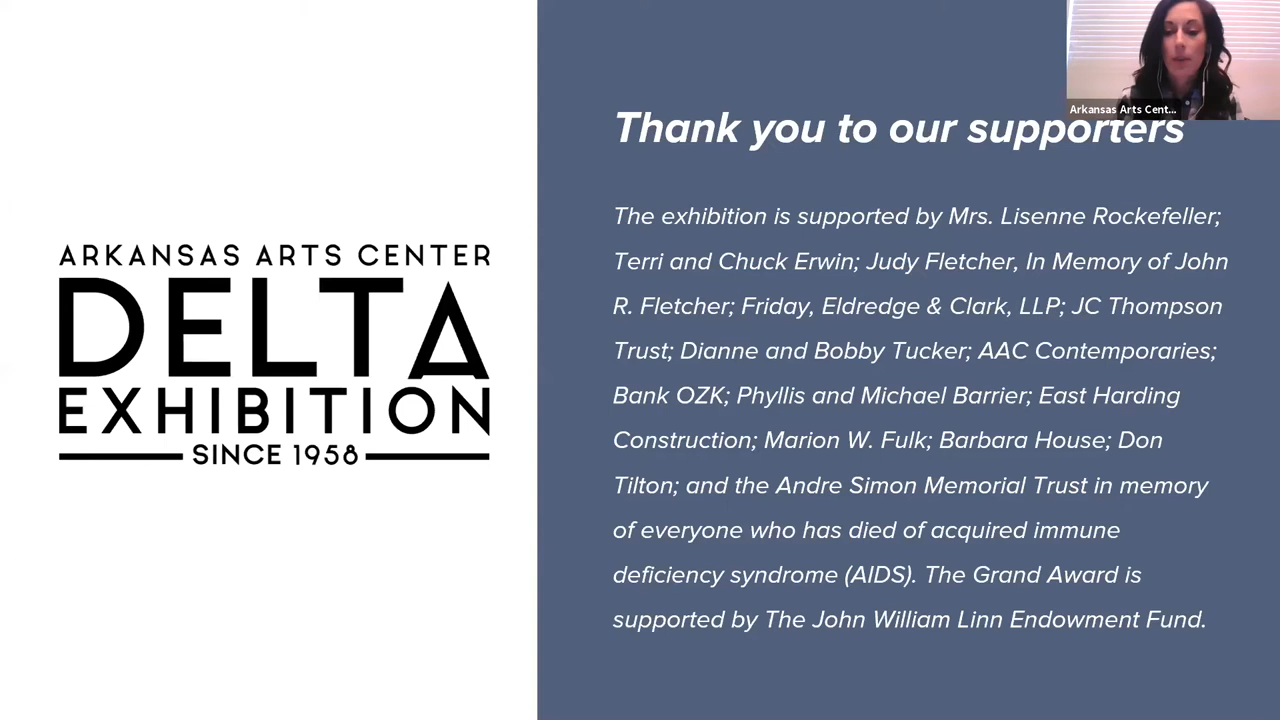 Arkansas Arts Cent...
Thank you to our supporters
The exhibition is supported by Mrs. Lisenne Rockefeller;
Terri and Chuck Erwin; Judy Fletcher, In Memory of John
R. Fletcher; Friday, Eldredge & Clark, LLP; JC Thompson
Trust; Dianne and Bobby Tucker; AAC Contemporaries;
Bank OZK; Phyllis and Michael Barrier; East Harding
Construction; Marion W. Fulk; Barbara House; Don
Tilton; and the Andre Simon Memorial Trust in memory
of everyone who has died of acquired immune
deficiency syndrome (AIDS). The Grand Award is
supported by The John William Linn Endowment Fund.
ARKANSAS ARTS CENTER
DELTA
EXHIBITION
SINCE 1958